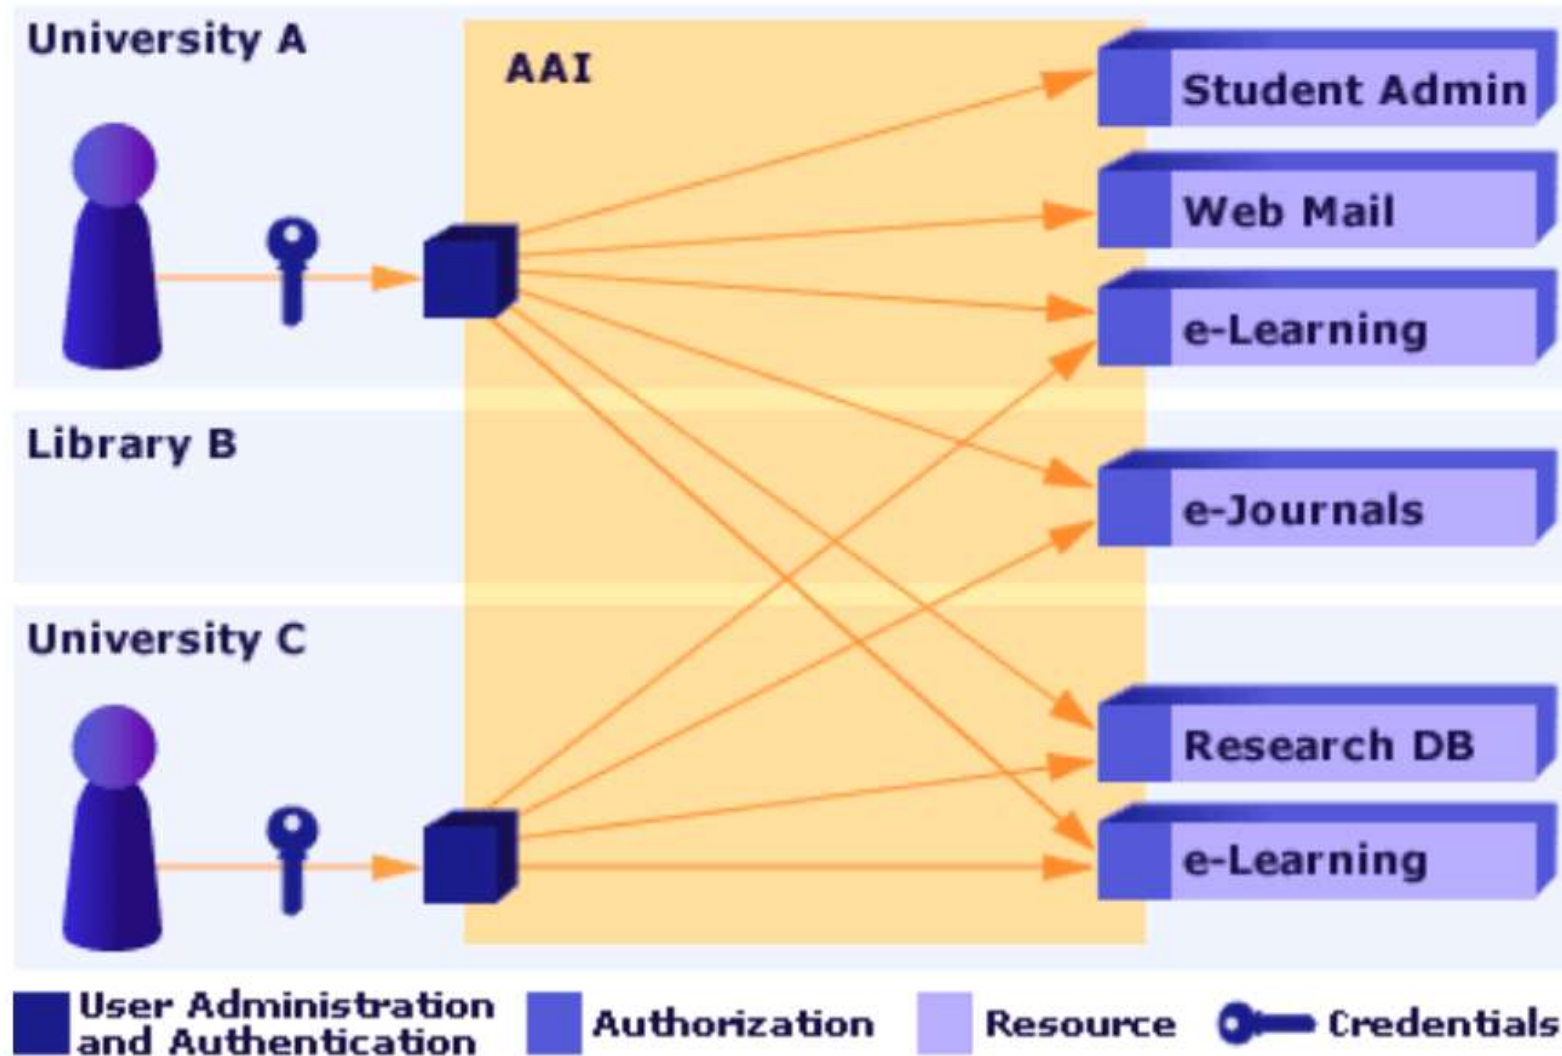 University A
AAI
Student Admin
Web Mail
e-Learning
Library B
e-Journals
University C
Research DB
e-Learning
User Administration
and Authentication
Authorization
Resource
Credentials